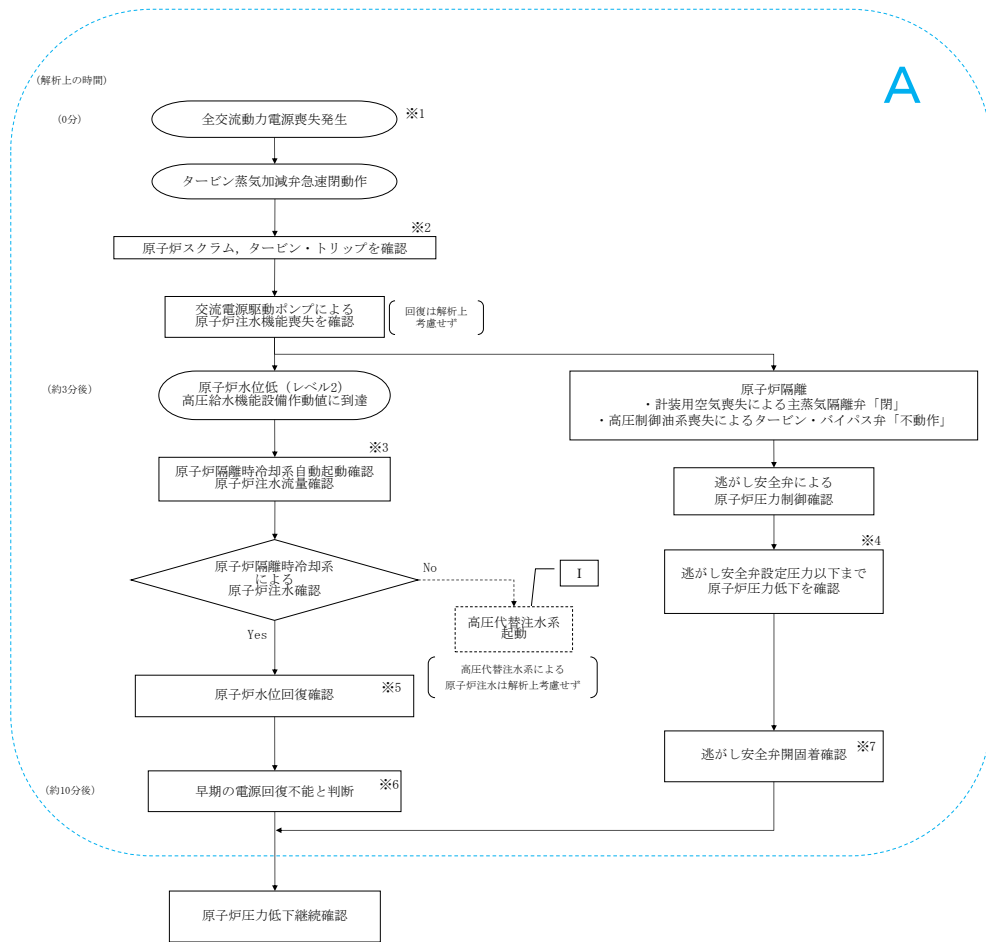 A
(解析上の時間)
(0分)
全交流動力電源喪失発生
※1
タービン蒸気加減弁急速閉動作
※2
原子炉スクラム,タービン・トリップを確認
交流電源駆動ポンプによる
原子炉注水機能喪失を確認
回復は解析上
考慮せず
(約3分後)
原子炉水位低(レベル2)
高圧給水機能設備作動値に到達
原子炉隔離
・計装用空気喪失による主蒸気隔離弁「閉」
・高圧制御油系喪失によるタービン・バイパス弁「不動作」
※3
原子炉隔離時冷却系自動起動確認
原子炉注水流量確認
逃がし安全弁による
原子炉圧力制御確認
※4
逃がし安全弁設定圧力以下まで
原子炉圧力低下を確認
原子炉隔離時冷却系
による
原子炉注水確認
No
I
高圧代替注水系
起動
Yes
高圧代替注水系による
原子炉注水は解析上考慮せず
原子炉水位回復確認
※5
逃がし安全弁開固着確認
※7
(約10分後)
早期の電源回復不能と判断
※6
原子炉圧力低下継続確認